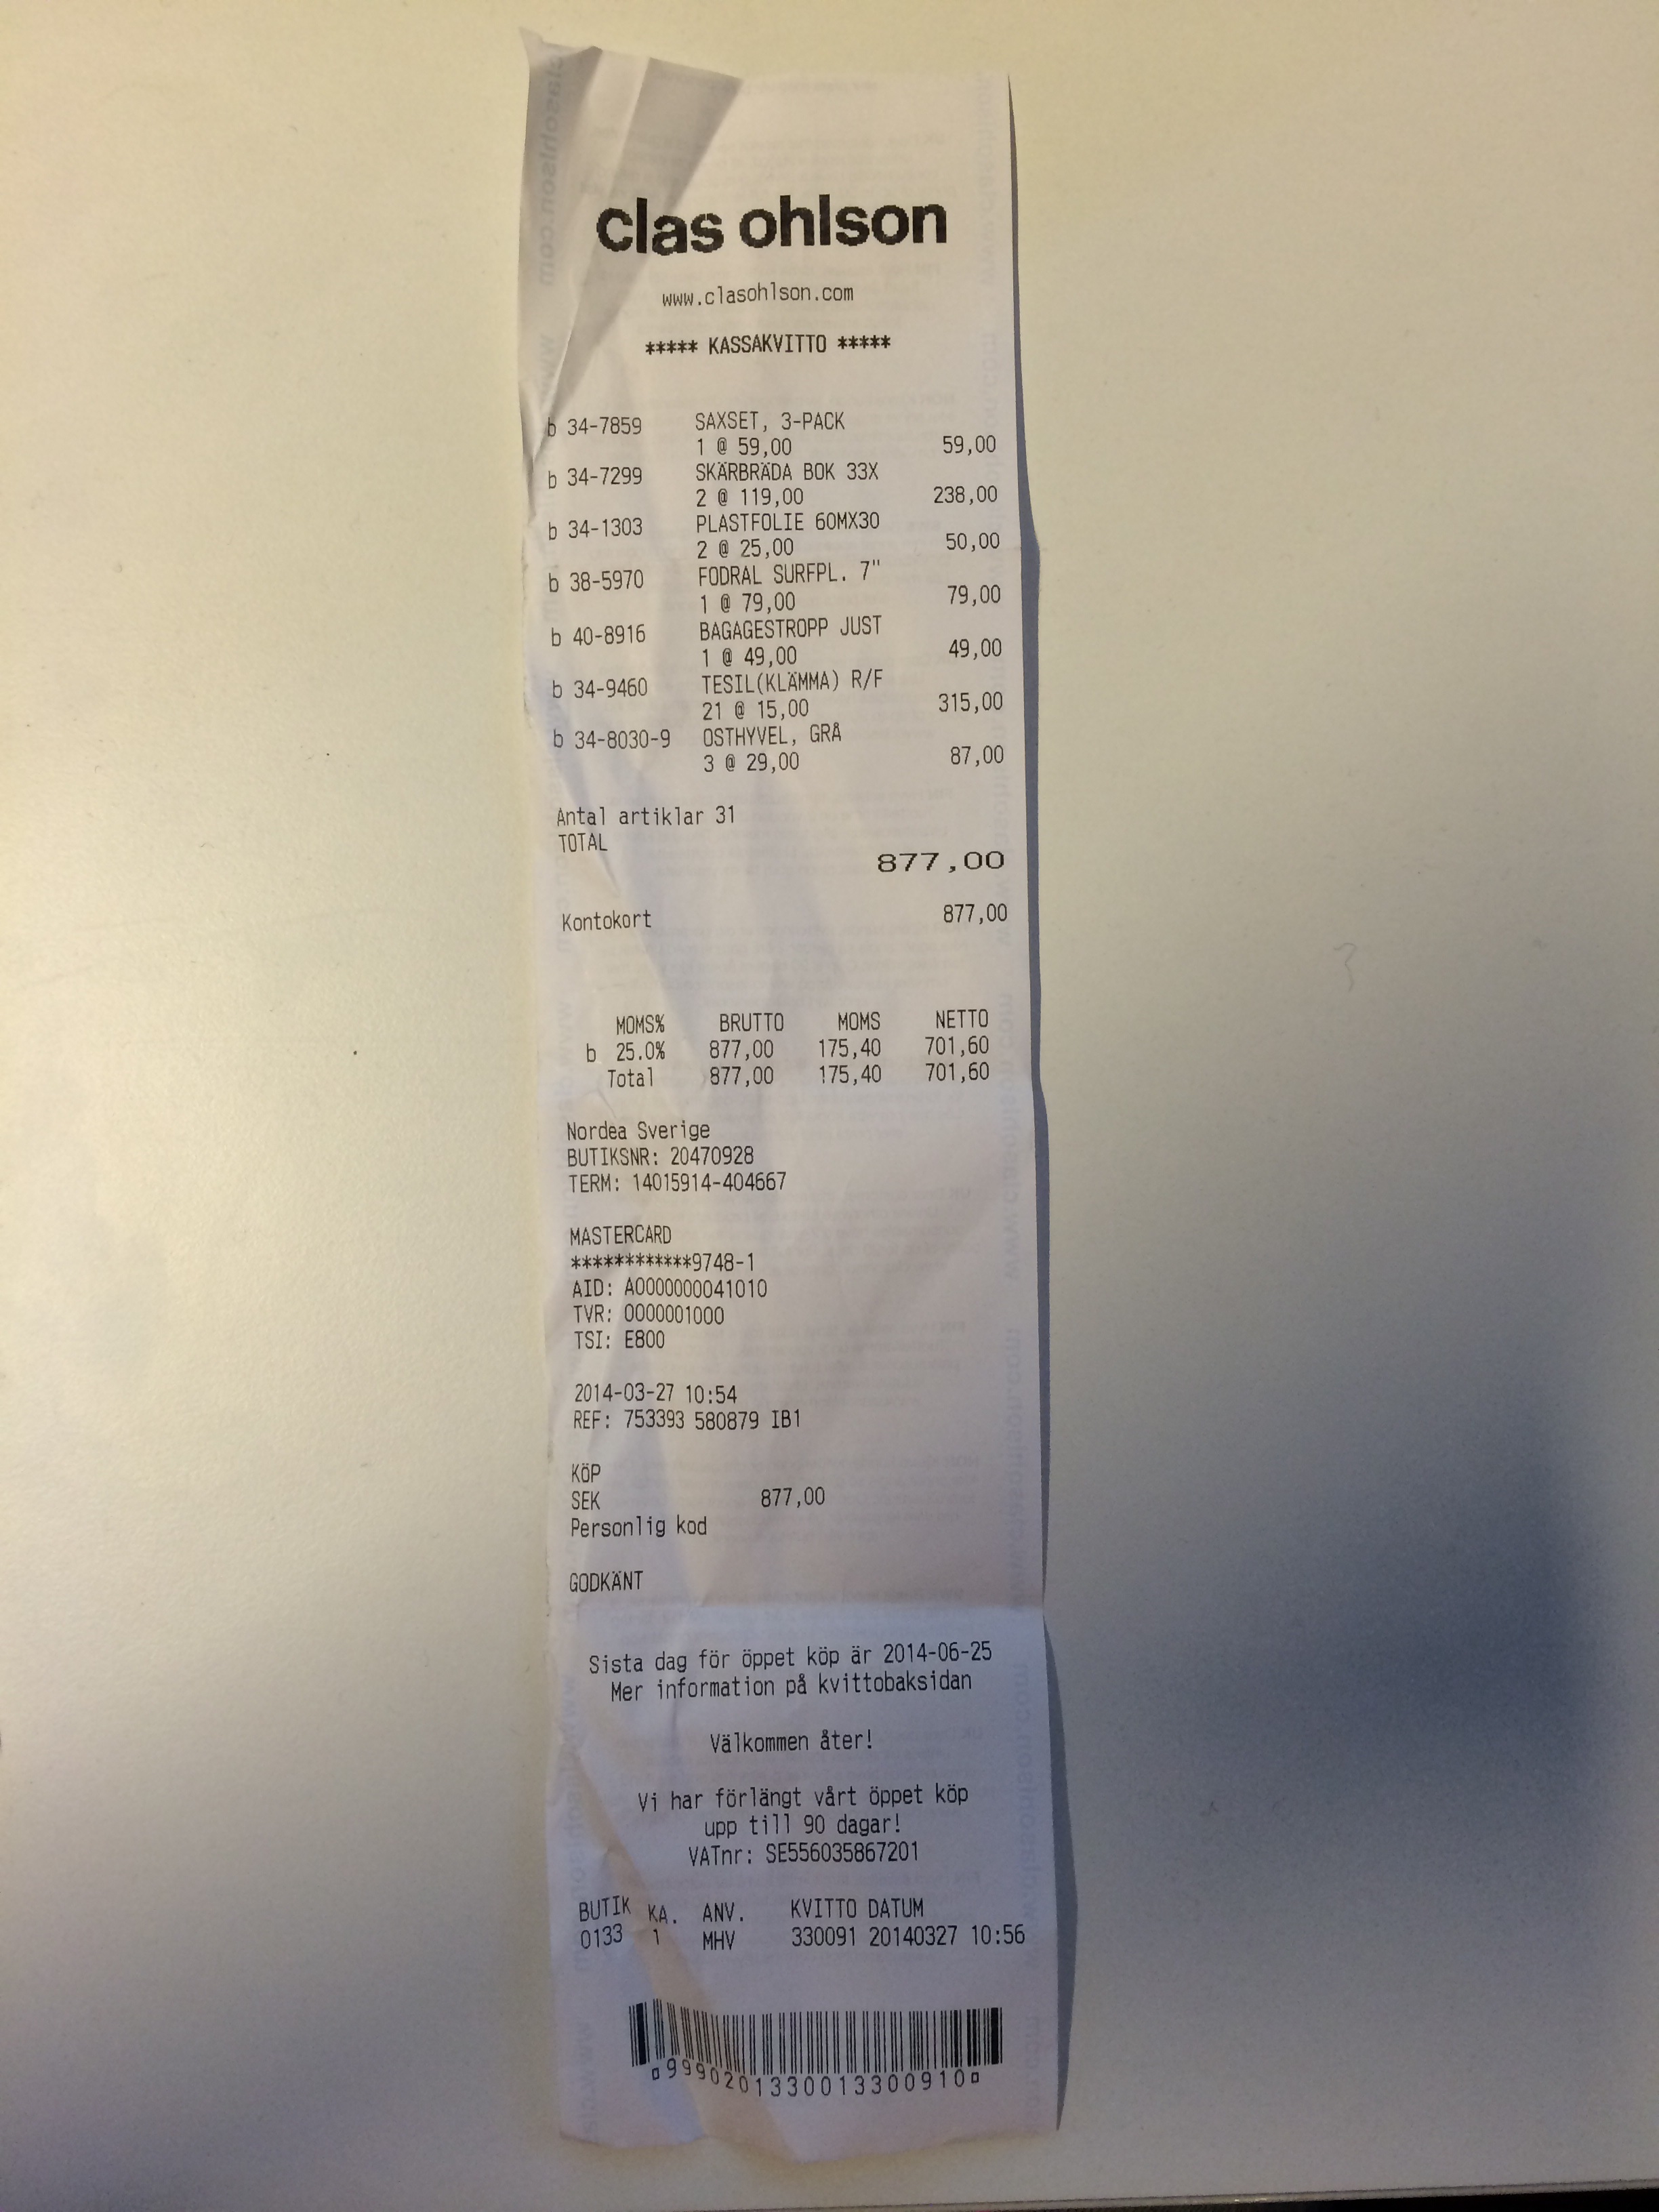 clas ohlson
www.clasohlson.com
***** KASSAKVITTO *****
b 34-7859 SAXSET, 3-PACK
1 @ 59,00 59,00
b 34-7299 SKÄRBRÄDA BOK 33X
2 @ 119,00 238,00
b 34-1303 PLASTFOLIE 60MX30
2 @ 25,00 50,00
b 38-5970 FODRAL SURFPL. 7"
1 @ 79,00 79,00
b 40-8916 BAGAGESTROPP JUST
1 @ 49,00 49,00
b 34-9460 TESIL(KLÄMMA) R/F
21 @ 15,00 315,00
b 34-8030-9 OSTHYVEL, GRÅ
3 @ 29,00 87,00
Antal artiklar 31
TOTAL
877,00
Kontokort 877,00
MOMS% BRUTTO MOMS NETTO
b 25.0% 877,00 175,40 701,60
Total 877,00 175,40 701,60
Nordea Sverige
BUTIKSNR: 20470928
TERM: 14015914-404667
MASTERCARD
************9748-1
AID: A0000000041010
TVR: 0000001000
TSI: E800
2014-03-27 10:54
REF: 753393 580879 IB1
KÖP
SEK 877,00
Personlig kod
GODKÄNT
Sista dag för öppet köp är 2014-06-25
Mer information på kvittobaksidan
Välkommen åter!
Vi har förlängt vårt öppet köp
upp till 90 dagar!
VATnr: SE556035867201
BUTIK KA. ANV. KVITTO DATUM
0133 1 MHV 330091 20140327 10:56
99902013300133009100